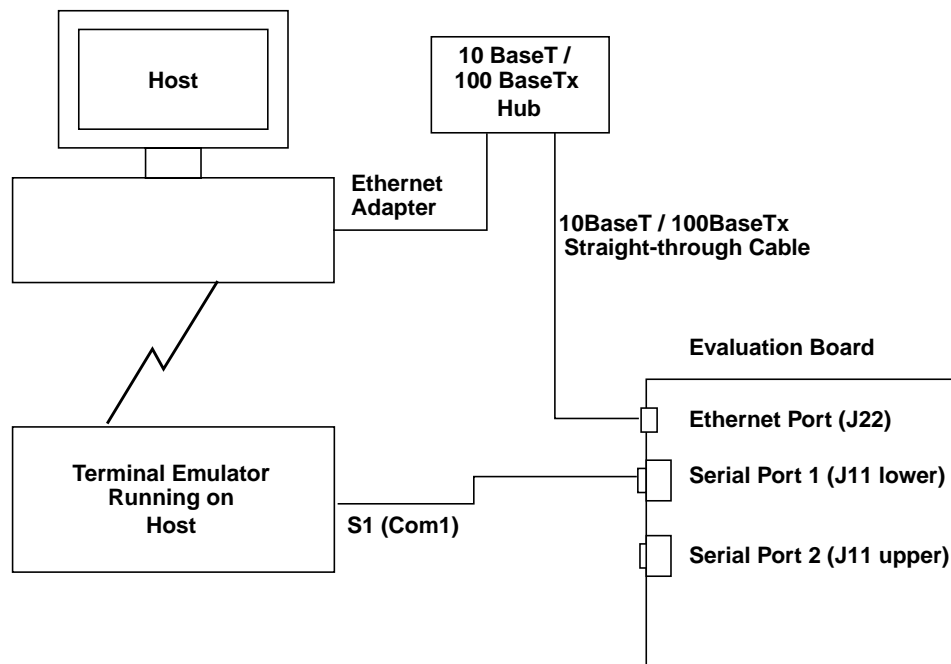 Host
10 BaseT /
100 BaseTx
Hub
Ethernet
Adapter
10BaseT / 100BaseTx
Straight-through Cable
Evaluation Board
Ethernet Port (J22)
Terminal Emulator
Running on
Host
S1 (Com1)
Serial Port 1 (J11 lower)
Serial Port 2 (J11 upper)